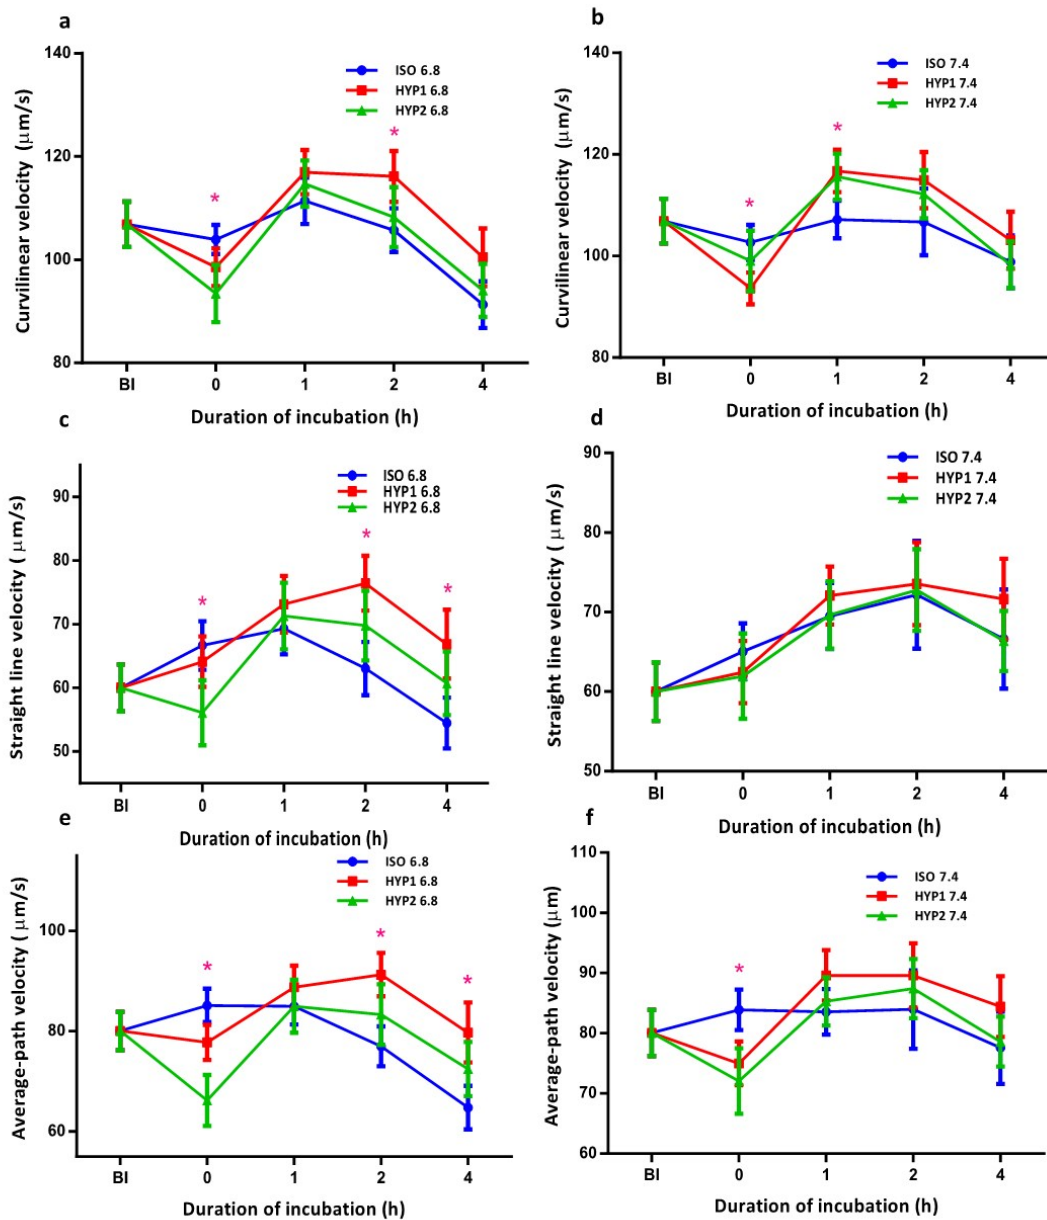 a
140
120
100
80
Curvilinear velocity (μm/s)
ISO 6.8
HYP1 6.8
HYP2 6.8
*
*
BI 0 1 2 4
Duration of incubation (h)
b
140
120
100
80
Curvilinear velocity (μm/s)
ISO 7.4
HYP1 7.4
HYP2 7.4
*
*
BI 0 1 2 4
Duration of incubation (h)
c
90
80
70
60
50
Straight line velocity ( μm/s)
ISO 6.8
HYP1 6.8
HYP2 6.8
*
*
*
BI 0 1 2 4
Duration of incubation (h)
d
90
80
70
60
50
Straight line velocity ( μm/s)
ISO 7.4
HYP1 7.4
HYP2 7.4
BI 0 1 2 4
Duration of incubation (h)
e
100
80
60
Average-path velocity ( μm/s)
ISO 6.8
HYP1 6.8
HYP2 6.8
*
*
*
BI 0 1 2 4
Duration of incubation (h)
f
110
100
90
80
70
60
Average-path velocity (μm)
ISO 7.4
HYP1 7.4
HYP2 7.4
*
BI 0 1 2 4
Duration of incubation (h)